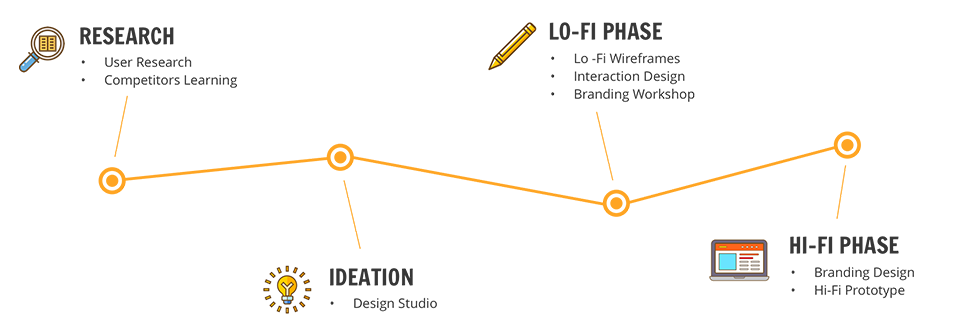 RESEARCH
• User Research
• Competitors Learning
IDEATION
• Design Studio
LO-FI PHASE
• Lo -Fi Wireframes
• Interaction Design
• Branding Workshop
HI-FI PHASE
• Branding Design
• Hi-Fi Prototype